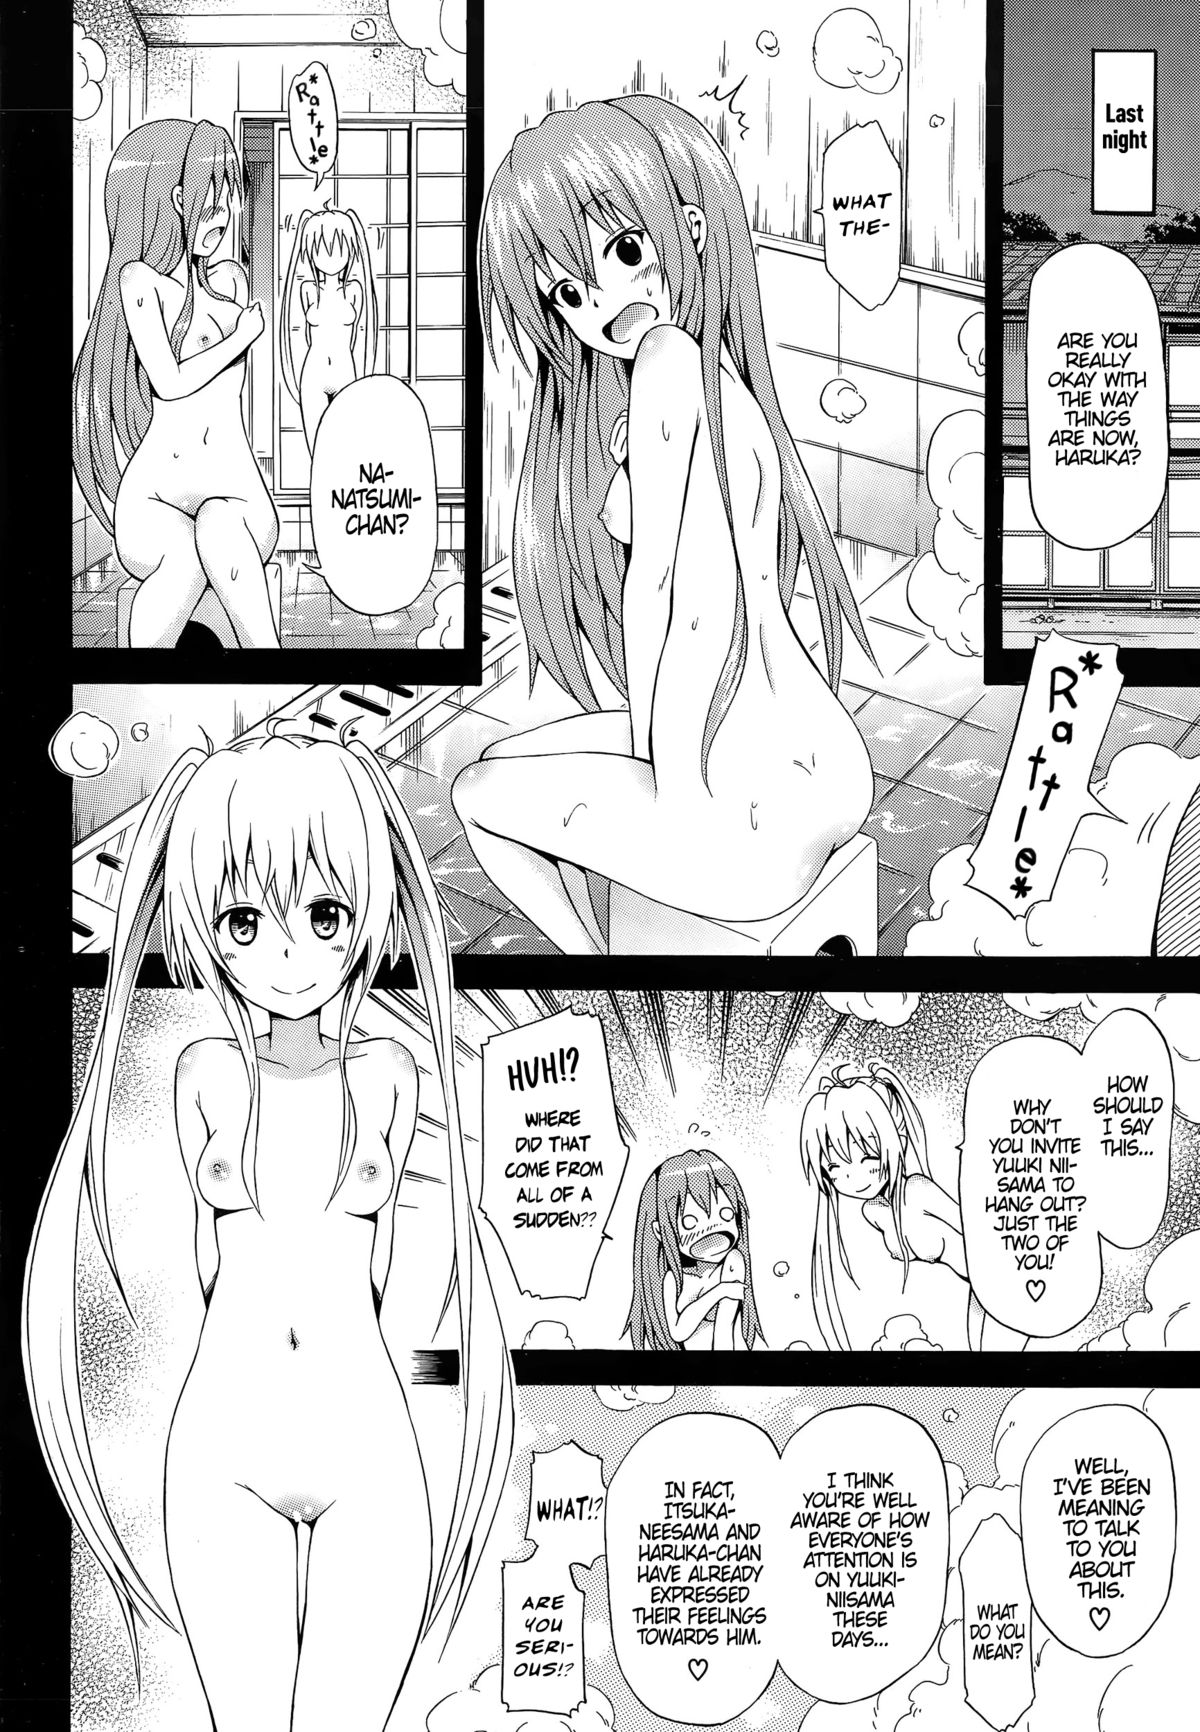 Last
night
ARE YOU
REALLY
OKAY WITH
THE WAY
THINGS
ARE NOW,
HARUKA?
*Rattle*
WHAT
THE-
*Rattle*
NA-
NATSUMI-
CHAN?
HOW
SHOULD
I SAY
THIS...
WHY
DON'T
YOU INVITE
YUUKI NII-
SAMA TO
HANG OUT?
JUST THE
TWO OF
YOU!
♡
HUH!?
WHERE
DID THAT
COME FROM
ALL OF A
SUDDEN??
WELL,
I'VE BEEN
MEANING
TO TALK
TO YOU
ABOUT
THIS.
♡
WHAT
DO YOU
MEAN?
I THINK
YOU'RE WELL
AWARE OF HOW
EVERYONE'S
ATTENTION IS
ON YUUKI-
NIISAMA
THESE
DAYS...
IN FACT,
ITSUKA-
NEESAMA AND
HARUKA-CHAN
HAVE ALREADY
EXPRESSED
THEIR FEELINGS
TOWARDS HIM.
♡
WHAT!?
ARE
YOU
SERI-
OUS!?